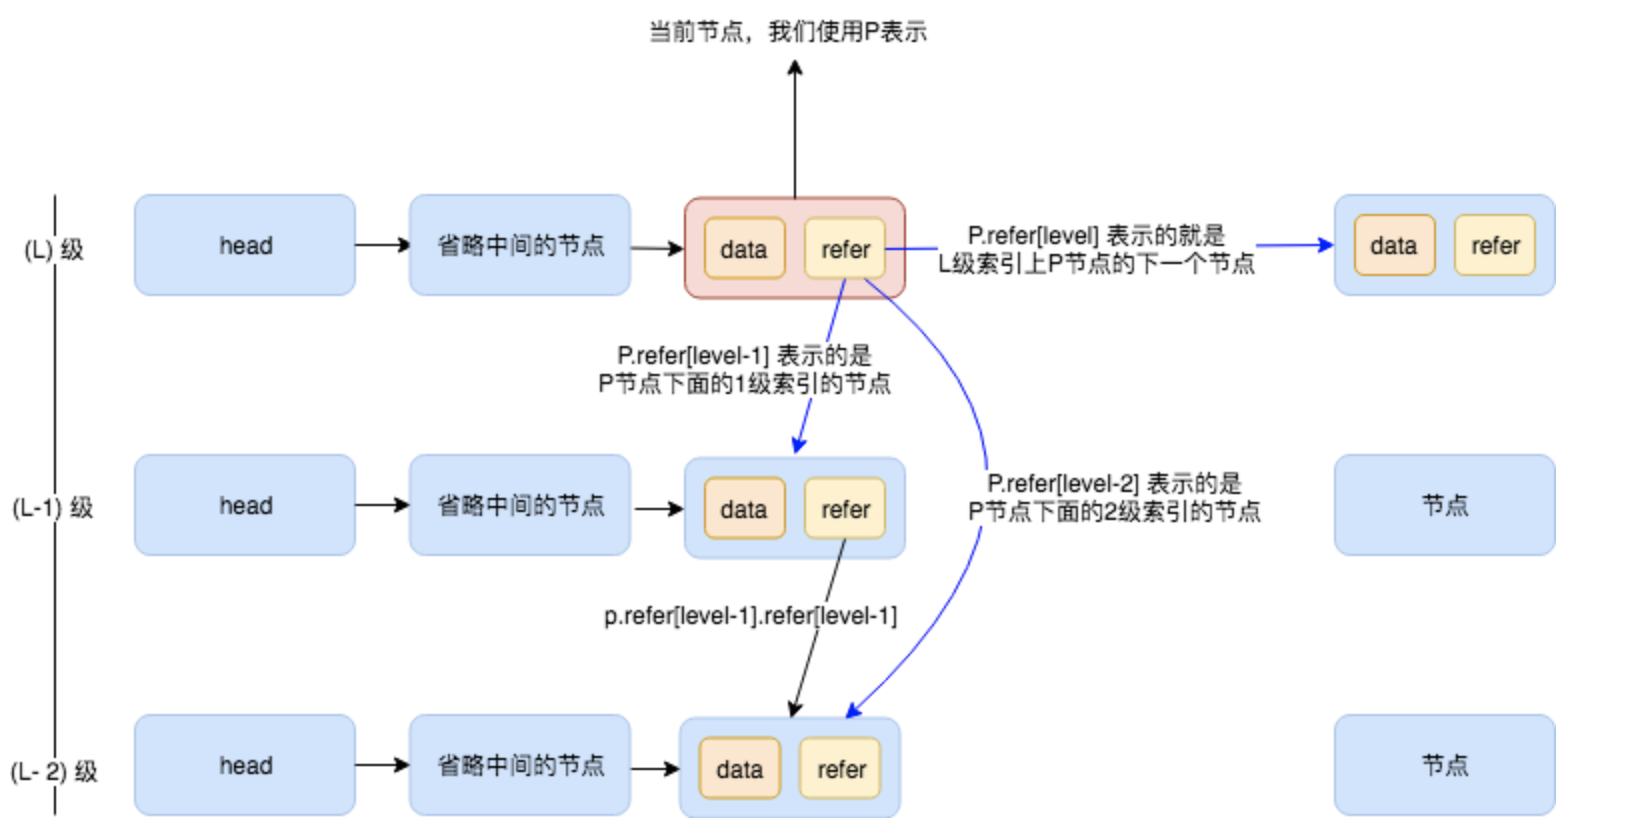 当前节点，我们使用P表示
(L) 级
head
省略中间的节点
data
refer
P.refer[level] 表示的就是
L级索引上P节点的下一个节点
data
refer
P.refer[level-1] 表示的是
P节点下面的1级索引的节点
(L-1) 级
head
省略中间的节点
data
refer
P.refer[level-2] 表示的是
P节点下面的2级索引的节点
节点
p.refer[level-1].refer[level-1]
(L- 2) 级
head
省略中间的节点
data
refer
节点